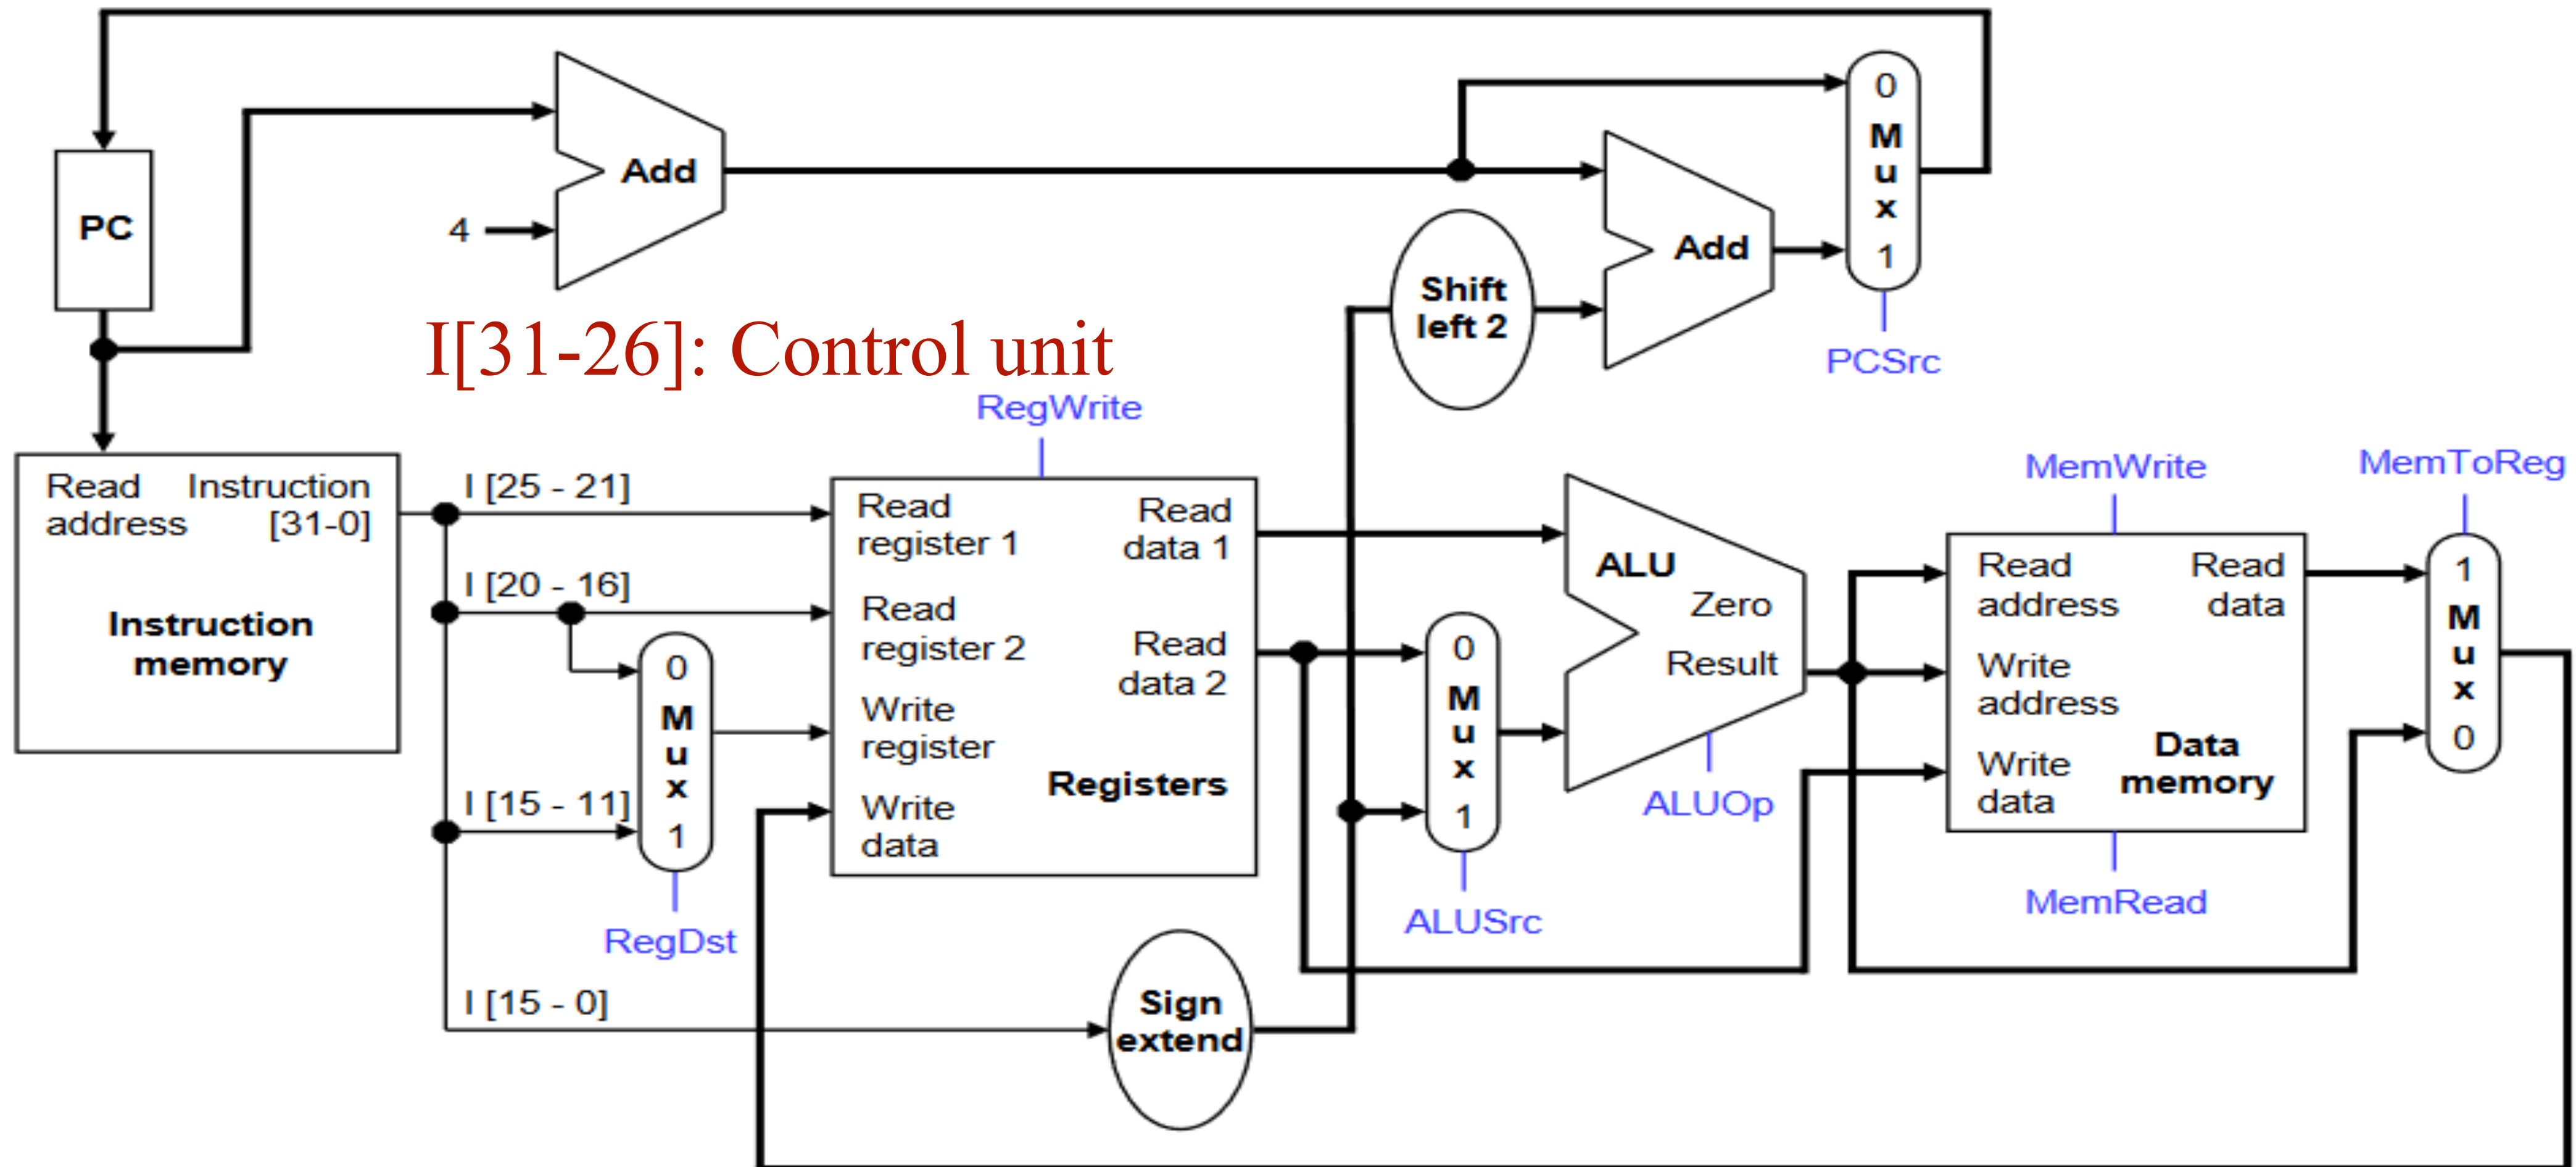 PC
Add
4
Add
Shift
left 2
0
M
u
x
1
PCSrc
I[31-26]: Control unit
RegWrite
Read
address
Instruction
[31-0]
Instruction
memory
I [25 - 21]
I [20 - 16]
I [15 - 11]
I [15 - 0]
0
M
u
x
1
RegDst
Read
register 1
Read
register 2
Write
register
Write
data
Read
data 1
Read
data 2
Registers
Sign
extend
0
M
u
x
1
ALUSrc
ALU
Zero
Result
ALUOp
MemWrite
Read
address
Write
address
Write
data
Read
data
Data
memory
MemRead
MemToReg
1
M
u
x
0